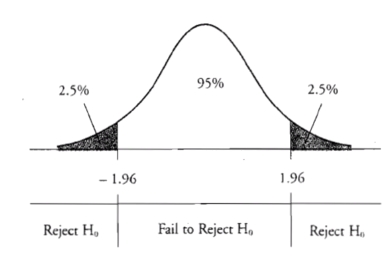 95%
2.5%
2.5%
– 1.96
1.96
Reject H₀
Fail to Reject H₀
Reject H₀